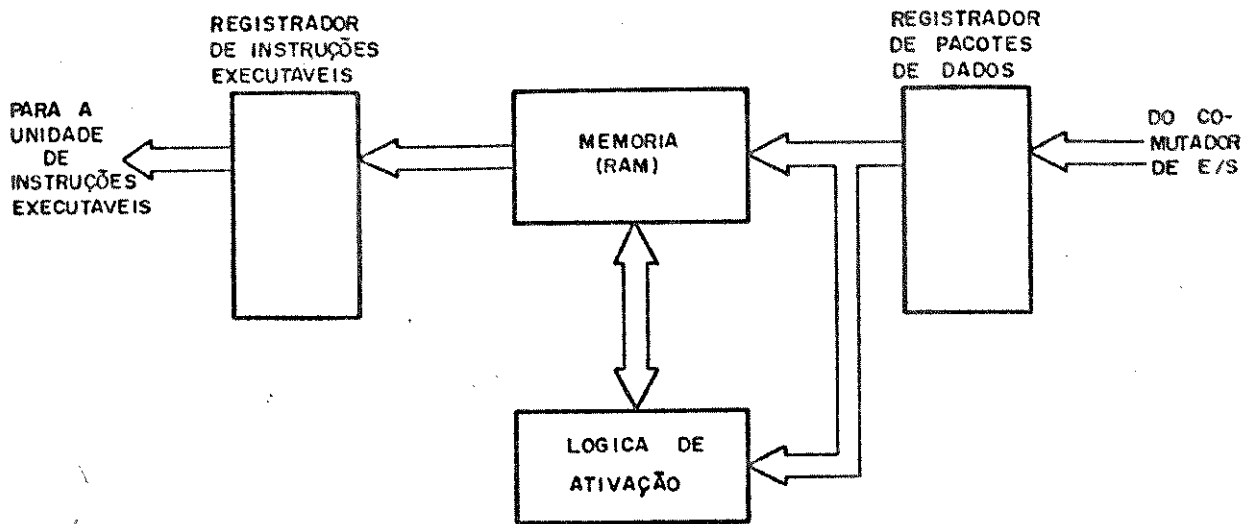 REGISTRADOR
DE INSTRUÇÕES
EXECUTAVEIS
REGISTRADOR
DE PACOTES
DE DADOS
PARA A
UNIDADE
DE
INSTRUÇÕES
EXECUTAVEIS
MEMORIA
(RAM)
DO CO-
MUTADOR
DE E/S
LOGICA DE
ATIVAÇÃO